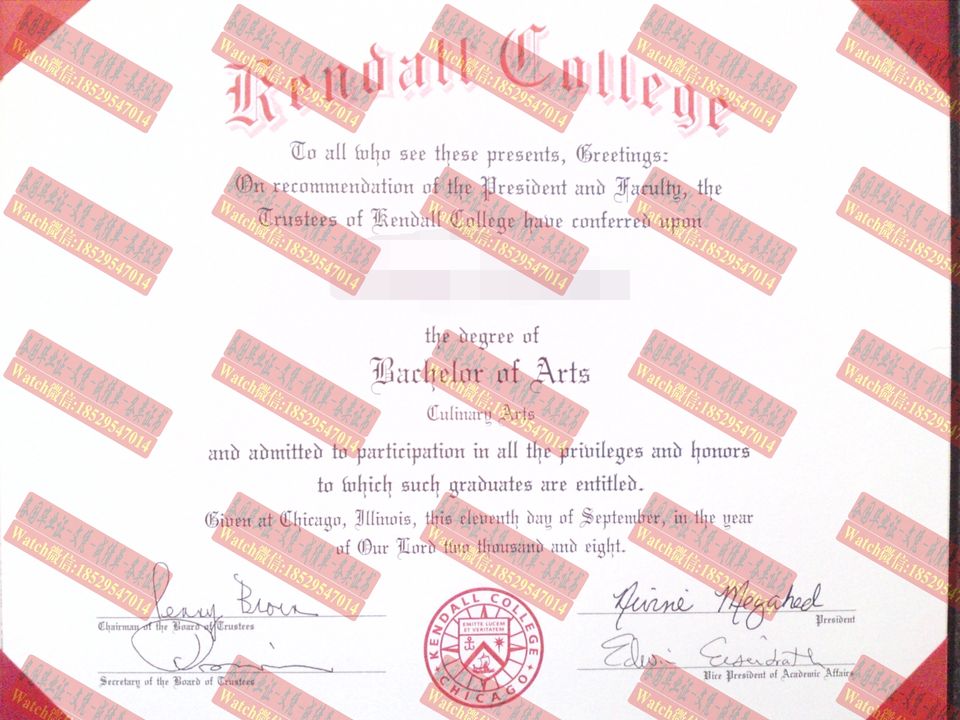 Kendall College
To all who see these presents, Greetings:
On recommendation of the President and Faculty, the
Trustees of Kendall College have conferred upon
the degree of
Bachelor of Arts
Culinary Arts
and admitted to participation in all the privileges and honors
to which such graduates are entitled.
Given at Chicago, Illinois, this eleventh day of September, in the year
of Our Lord two thousand and eight.
Chairman of the Board of Trustees
President
Secretary of the Board of Trustees
Vice President of Academic Affairs
KENDALL COLLEGE
EMITTE LUCEM
ET VERITATEM
CHICAGO
Watch微信:18529547014